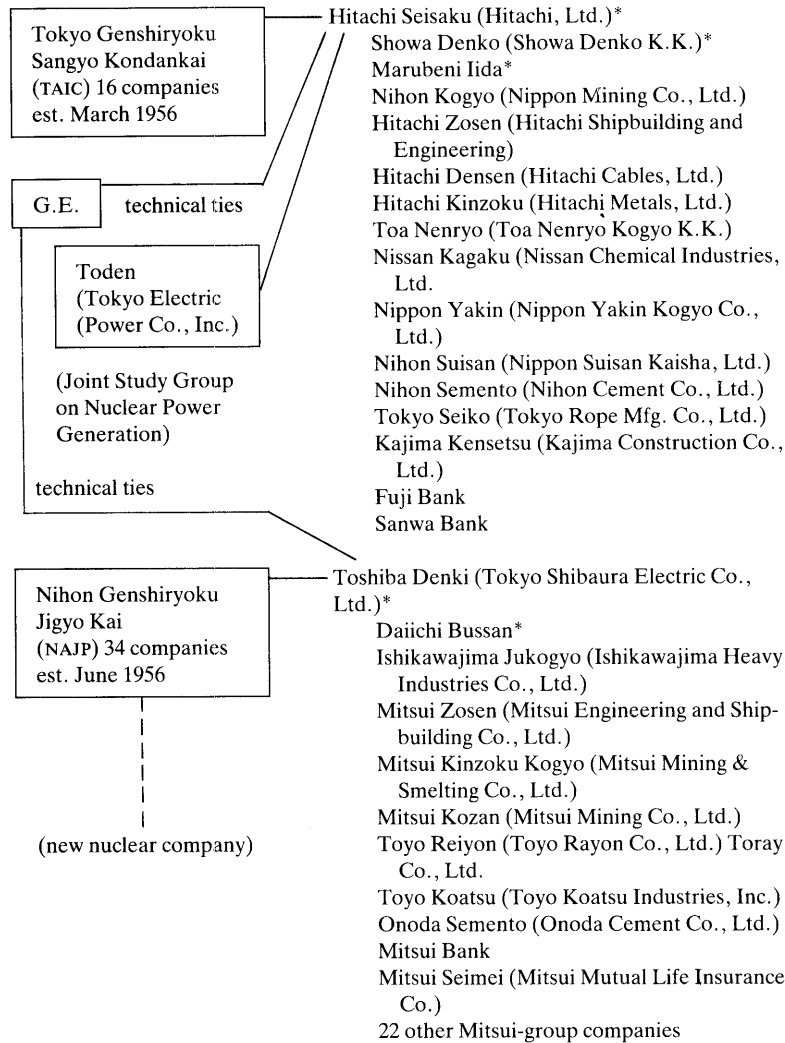 Tokyo Genshiryoku
Sangyo Kondankai
(TAIC) 16 companies
est. March 1956
Hitachi Seisaku (Hitachi, Ltd.)*
Showa Denko (Showa Denko K.K.)*
Marubeni Iida*
Nihon Kogyo (Nippon Mining Co., Ltd.)
Hitachi Zosen (Hitachi Shipbuilding and
Engineering)
Hitachi Densen (Hitachi Cables, Ltd.)
Hitachi Kinzoku (Hitachi Metals, Ltd.)
Toa Nenryo (Toa Nenryo Kogyo K.K.)
Nissan Kagaku (Nissan Chemical Industries,
Ltd.
Nippon Yakin (Nippon Yakin Kogyo Co.,
Ltd.)
Nihon Suisan (Nippon Suisan Kaisha, Ltd.)
Nihon Semento (Nihon Cement Co., Ltd.)
Tokyo Seiko (Tokyo Rope Mfg. Co., Ltd.)
Kajima Kensetsu (Kajima Construction Co.,
Ltd.)
Fuji Bank
Sanwa Bank
G.E.
technical ties
Toden
(Tokyo Electric
(Power Co., Inc.)
(Joint Study Group
on Nuclear Power
Generation)
technical ties
Nihon Genshiryoku
Jigyo Kai
(NAJP) 34 companies
est. June 1956
(new nuclear company)
Toshiba Denki (Tokyo Shibaura Electric Co.,
Ltd.)*
Daiichi Bussan*
Ishikawajima Jukogyo (Ishikawajima Heavy
Industries Co., Ltd.)
Mitsui Zosen (Mitsui Engineering and Ship-
building Co., Ltd.)
Mitsui Kinzoku Kogyo (Mitsui Mining &
Smelting Co., Ltd.)
Mitsui Kozan (Mitsui Mining Co., Ltd.)
Toyo Reiyon (Toyo Rayon Co., Ltd.) Toray
Co., Ltd.
Toyo Koatsu (Toyo Koatsu Industries, Inc.)
Onoda Semento (Onoda Cement Co., Ltd.)
Mitsui Bank
Mitsui Seimei (Mitsui Mutual Life Insurance
Co.)
22 other Mitsui-group companies